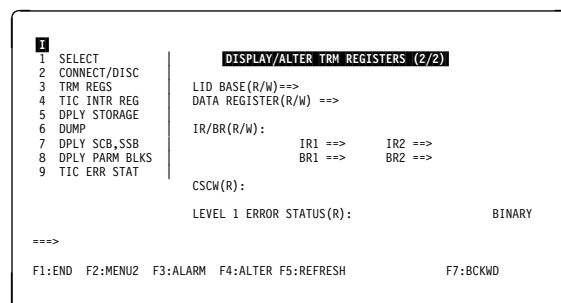 I
1 SELECT DISPLAY/ALTER TRM REGISTERS (2/2)
2 CONNECT/DISC
3 TRM REGS LID BASE(R/W)==>
4 TIC INTR REG DATA REGISTER(R/W) ==>
5 DPLY STORAGE
6 DUMP IR/BR(R/W):
7 DPLY SCB,SSB IR1 ==> IR2 ==>
8 DPLY PARM BLKS BR1 ==> BR2 ==>
9 TIC ERR STAT
CSCW(R):
LEVEL 1 ERROR STATUS(R): BINARY
===>
F1:END F2:MENU2 F3:ALARM F4:ALTER F5:REFRESH F7:BCKWD